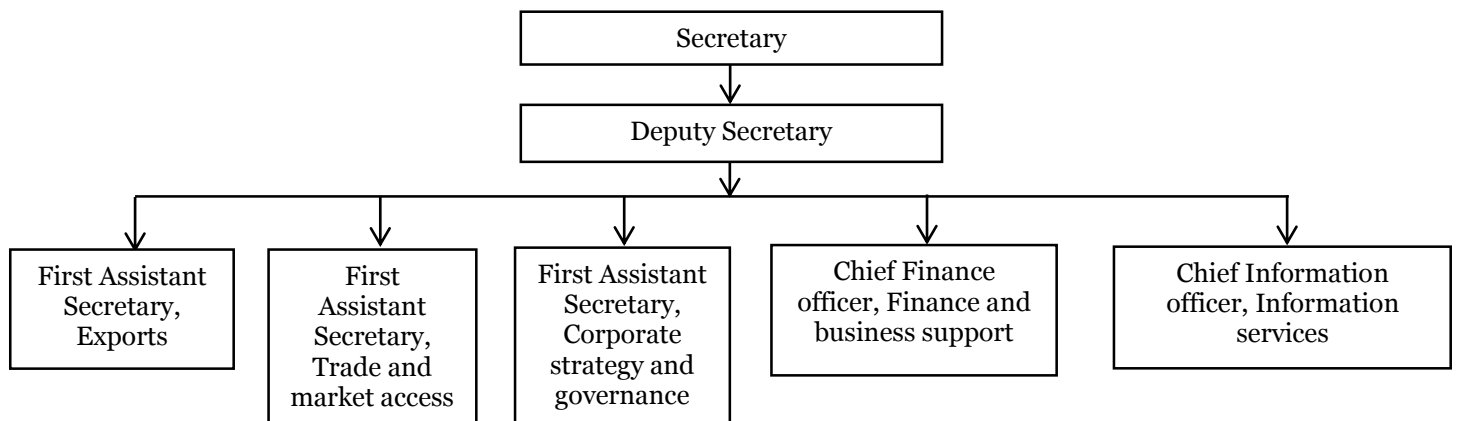 Secretary
Deputy Secretary
First Assistant
Secretary,
Exports
First
Assistant
Secretary,
Trade and
market access
First Assistant
Secretary,
Corporate
strategy and
governance
Chief Finance
officer, Finance and
business support
Chief Information
officer, Information
services